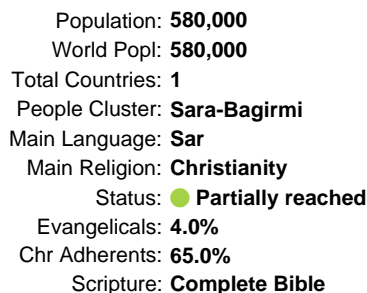 Population: 580,000
World Popl: 580,000
Total Countries: 1
People Cluster: Sara-Bagirmi
Main Language: Sar
Main Religion: Christianity
Status: Partially reached
Evangelicals: 4.0%
Chr Adherents: 65.0%
Scripture: Complete Bible